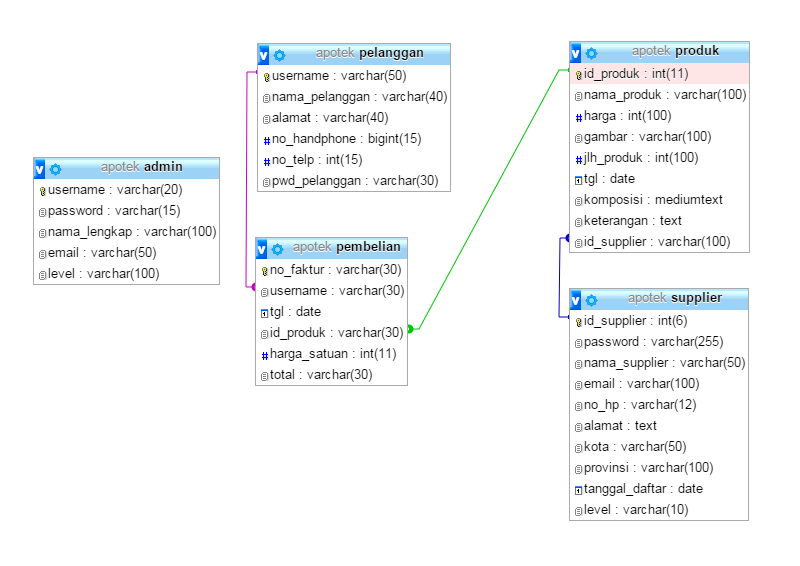 apotek admin
username : varchar(20)
password : varchar(15)
nama_lengkap : varchar(100)
email : varchar(50)
level : varchar(100)
apotek pelanggan
username : varchar(50)
nama_pelanggan : varchar(40)
alamat : varchar(40)
no_handphone : bigint(15)
no_telp : int(15)
pwd_pelanggan : varchar(30)
apotek pembelian
no_faktur : varchar(30)
username : varchar(30)
tgl : date
id_produk : varchar(30)
harga_satuan : int(11)
total : varchar(30)
apotek produk
id_produk : int(11)
nama_produk : varchar(100)
harga : int(100)
gambar : varchar(100)
jlh_produk : int(100)
tgl : date
komposisi : mediumtext
keterangan : text
id_supplier : varchar(100)
apotek supplier
id_supplier : int(6)
password : varchar(255)
nama_supplier : varchar(50)
email : varchar(100)
no_hp : varchar(12)
alamat : text
kota : varchar(50)
provinsi : varchar(100)
tanggal_daftar : date
level : varchar(10)